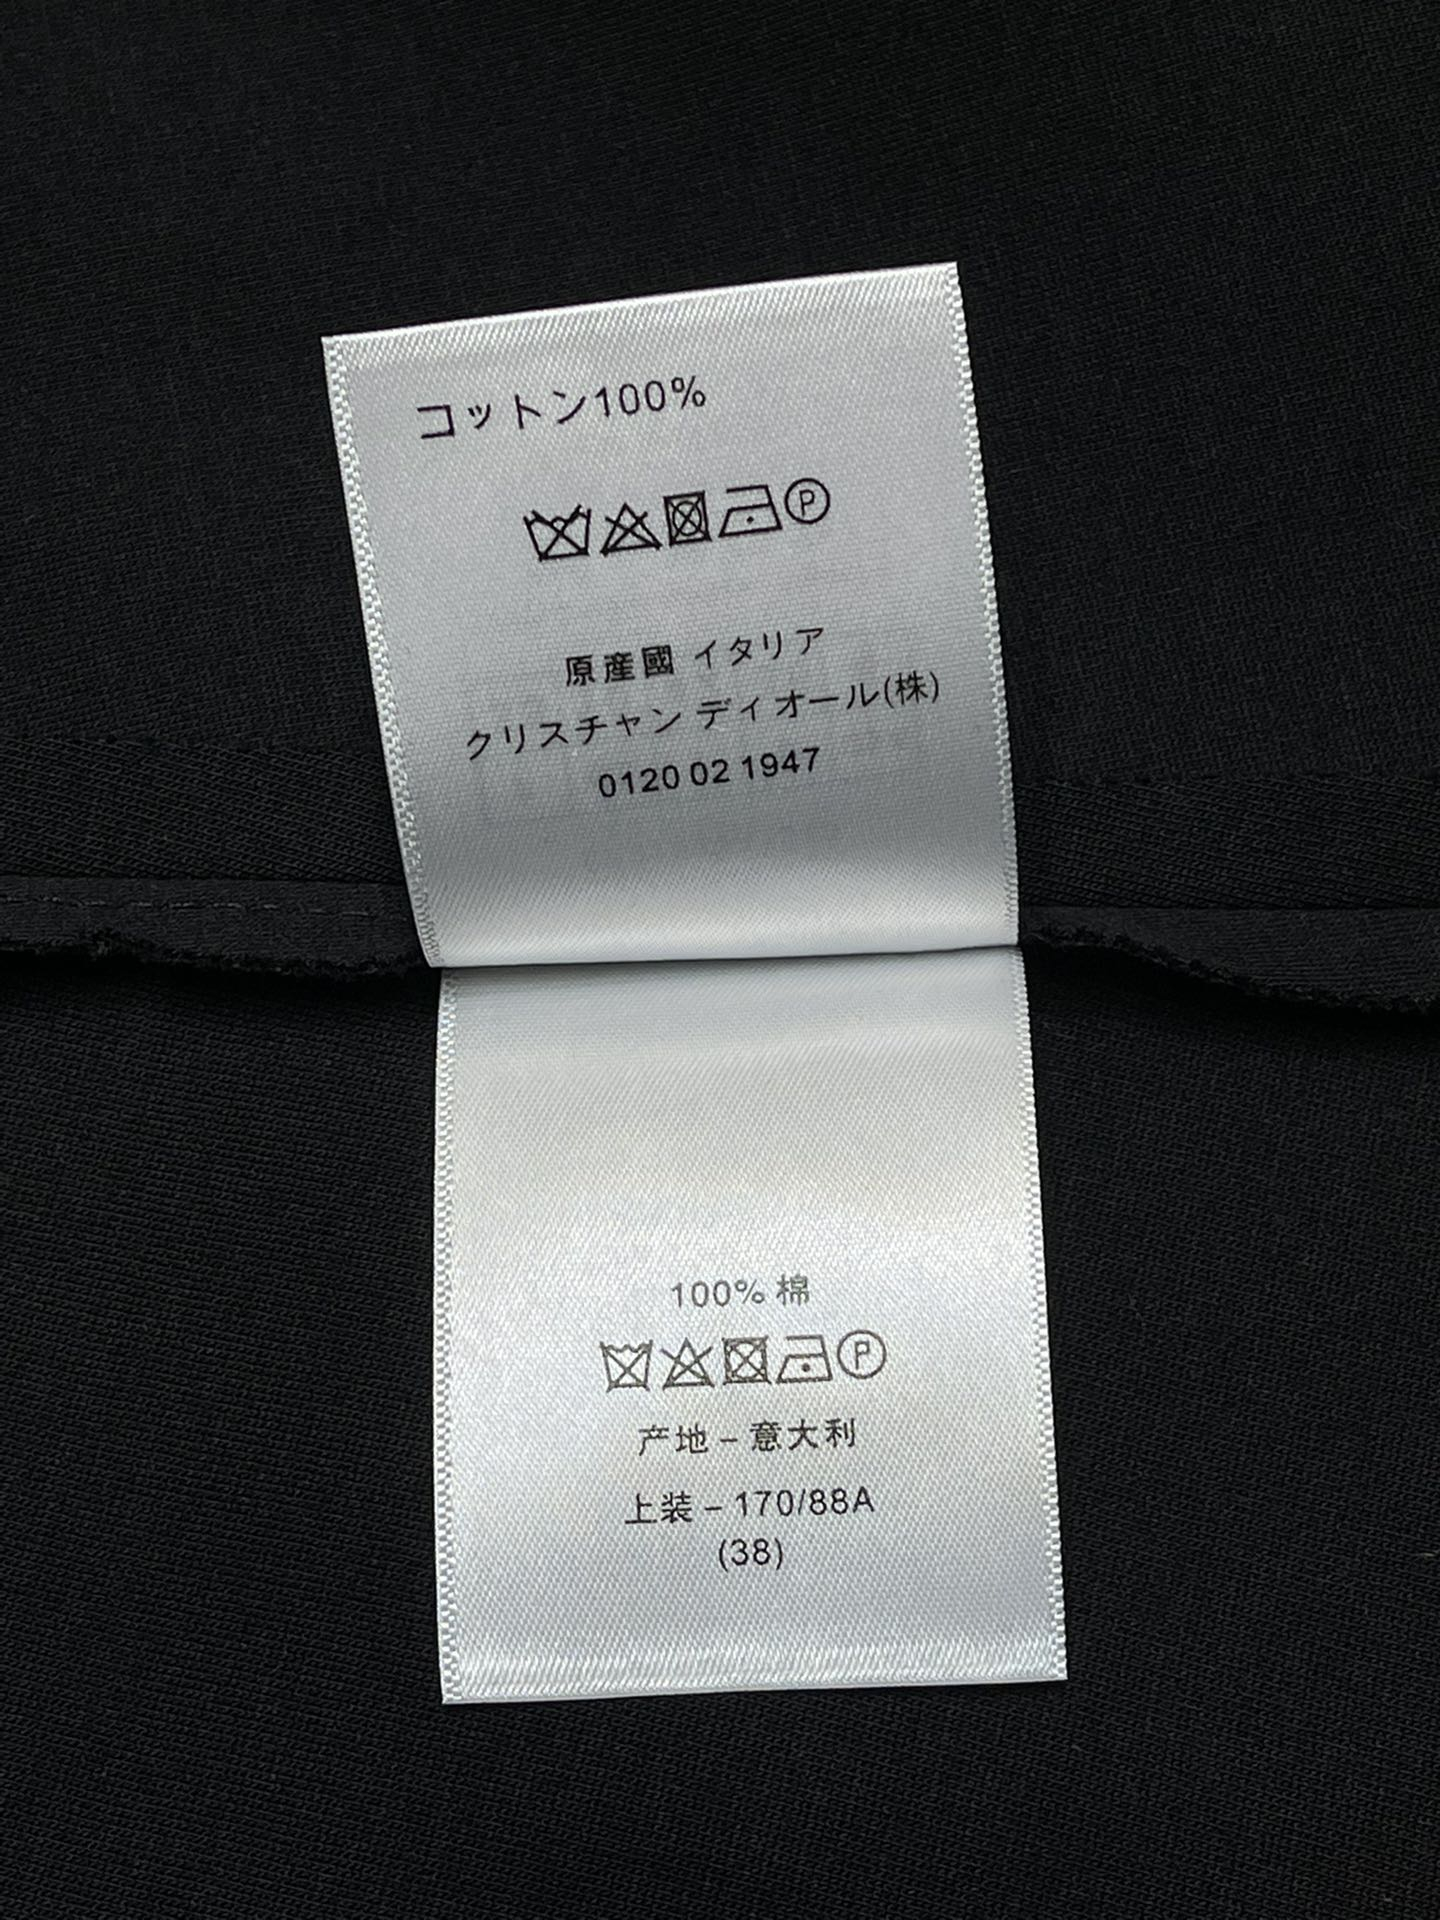 コットン100%
P
原産國 イタリア
クリスチャン ディオール(株)
0120 02 1947
100% 棉
P
产地 – 意大利
上装 – 170/88A
(38)